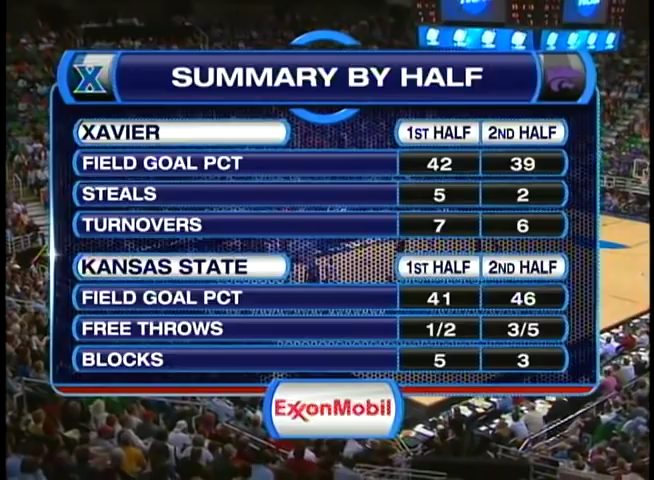 X
SUMMARY BY HALF
XAVIER 1ST HALF 2ND HALF
FIELD GOAL PCT 42 39
STEALS 5 2
TURNOVERS 7 6
KANSAS STATE 1ST HALF 2ND HALF
FIELD GOAL PCT 41 46
FREE THROWS 1/2 3/5
BLOCKS 5 3
ExxonMobil